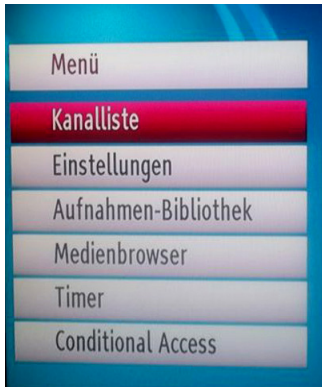 Menü
Kanalliste
Einstellungen
Aufnahmen-Bibliothek
Medienbrowser
Timer
Conditional Access